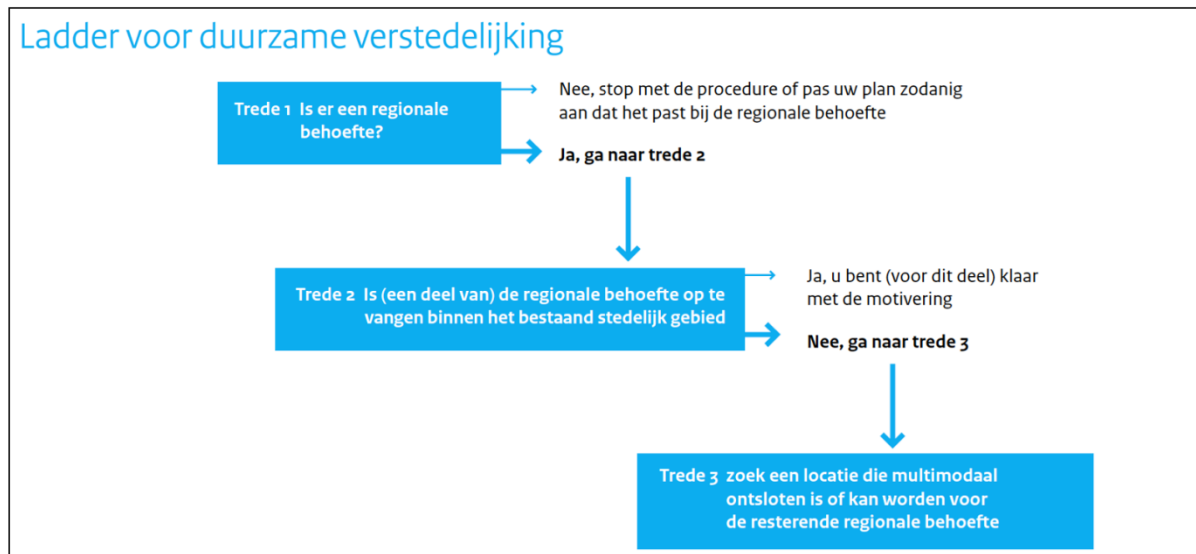 Ladder voor duurzame verstedelijking
Trede 1 Is er een regionale
behoefte?
Nee, stop met de procedure of pas uw plan zodanig
aan dat het past bij de regionale behoefte
Ja, ga naar trede 2
Trede 2 Is (een deel van) de regionale behoefte op te
vangen binnen het bestaand stedelijk gebied
Ja, u bent (voor dit deel) klaar
met de motivering
Nee, ga naar trede 3
Trede 3 zoek een locatie die multimodaal
ontsloten is of kan worden voor
de resterende regionale behoefte